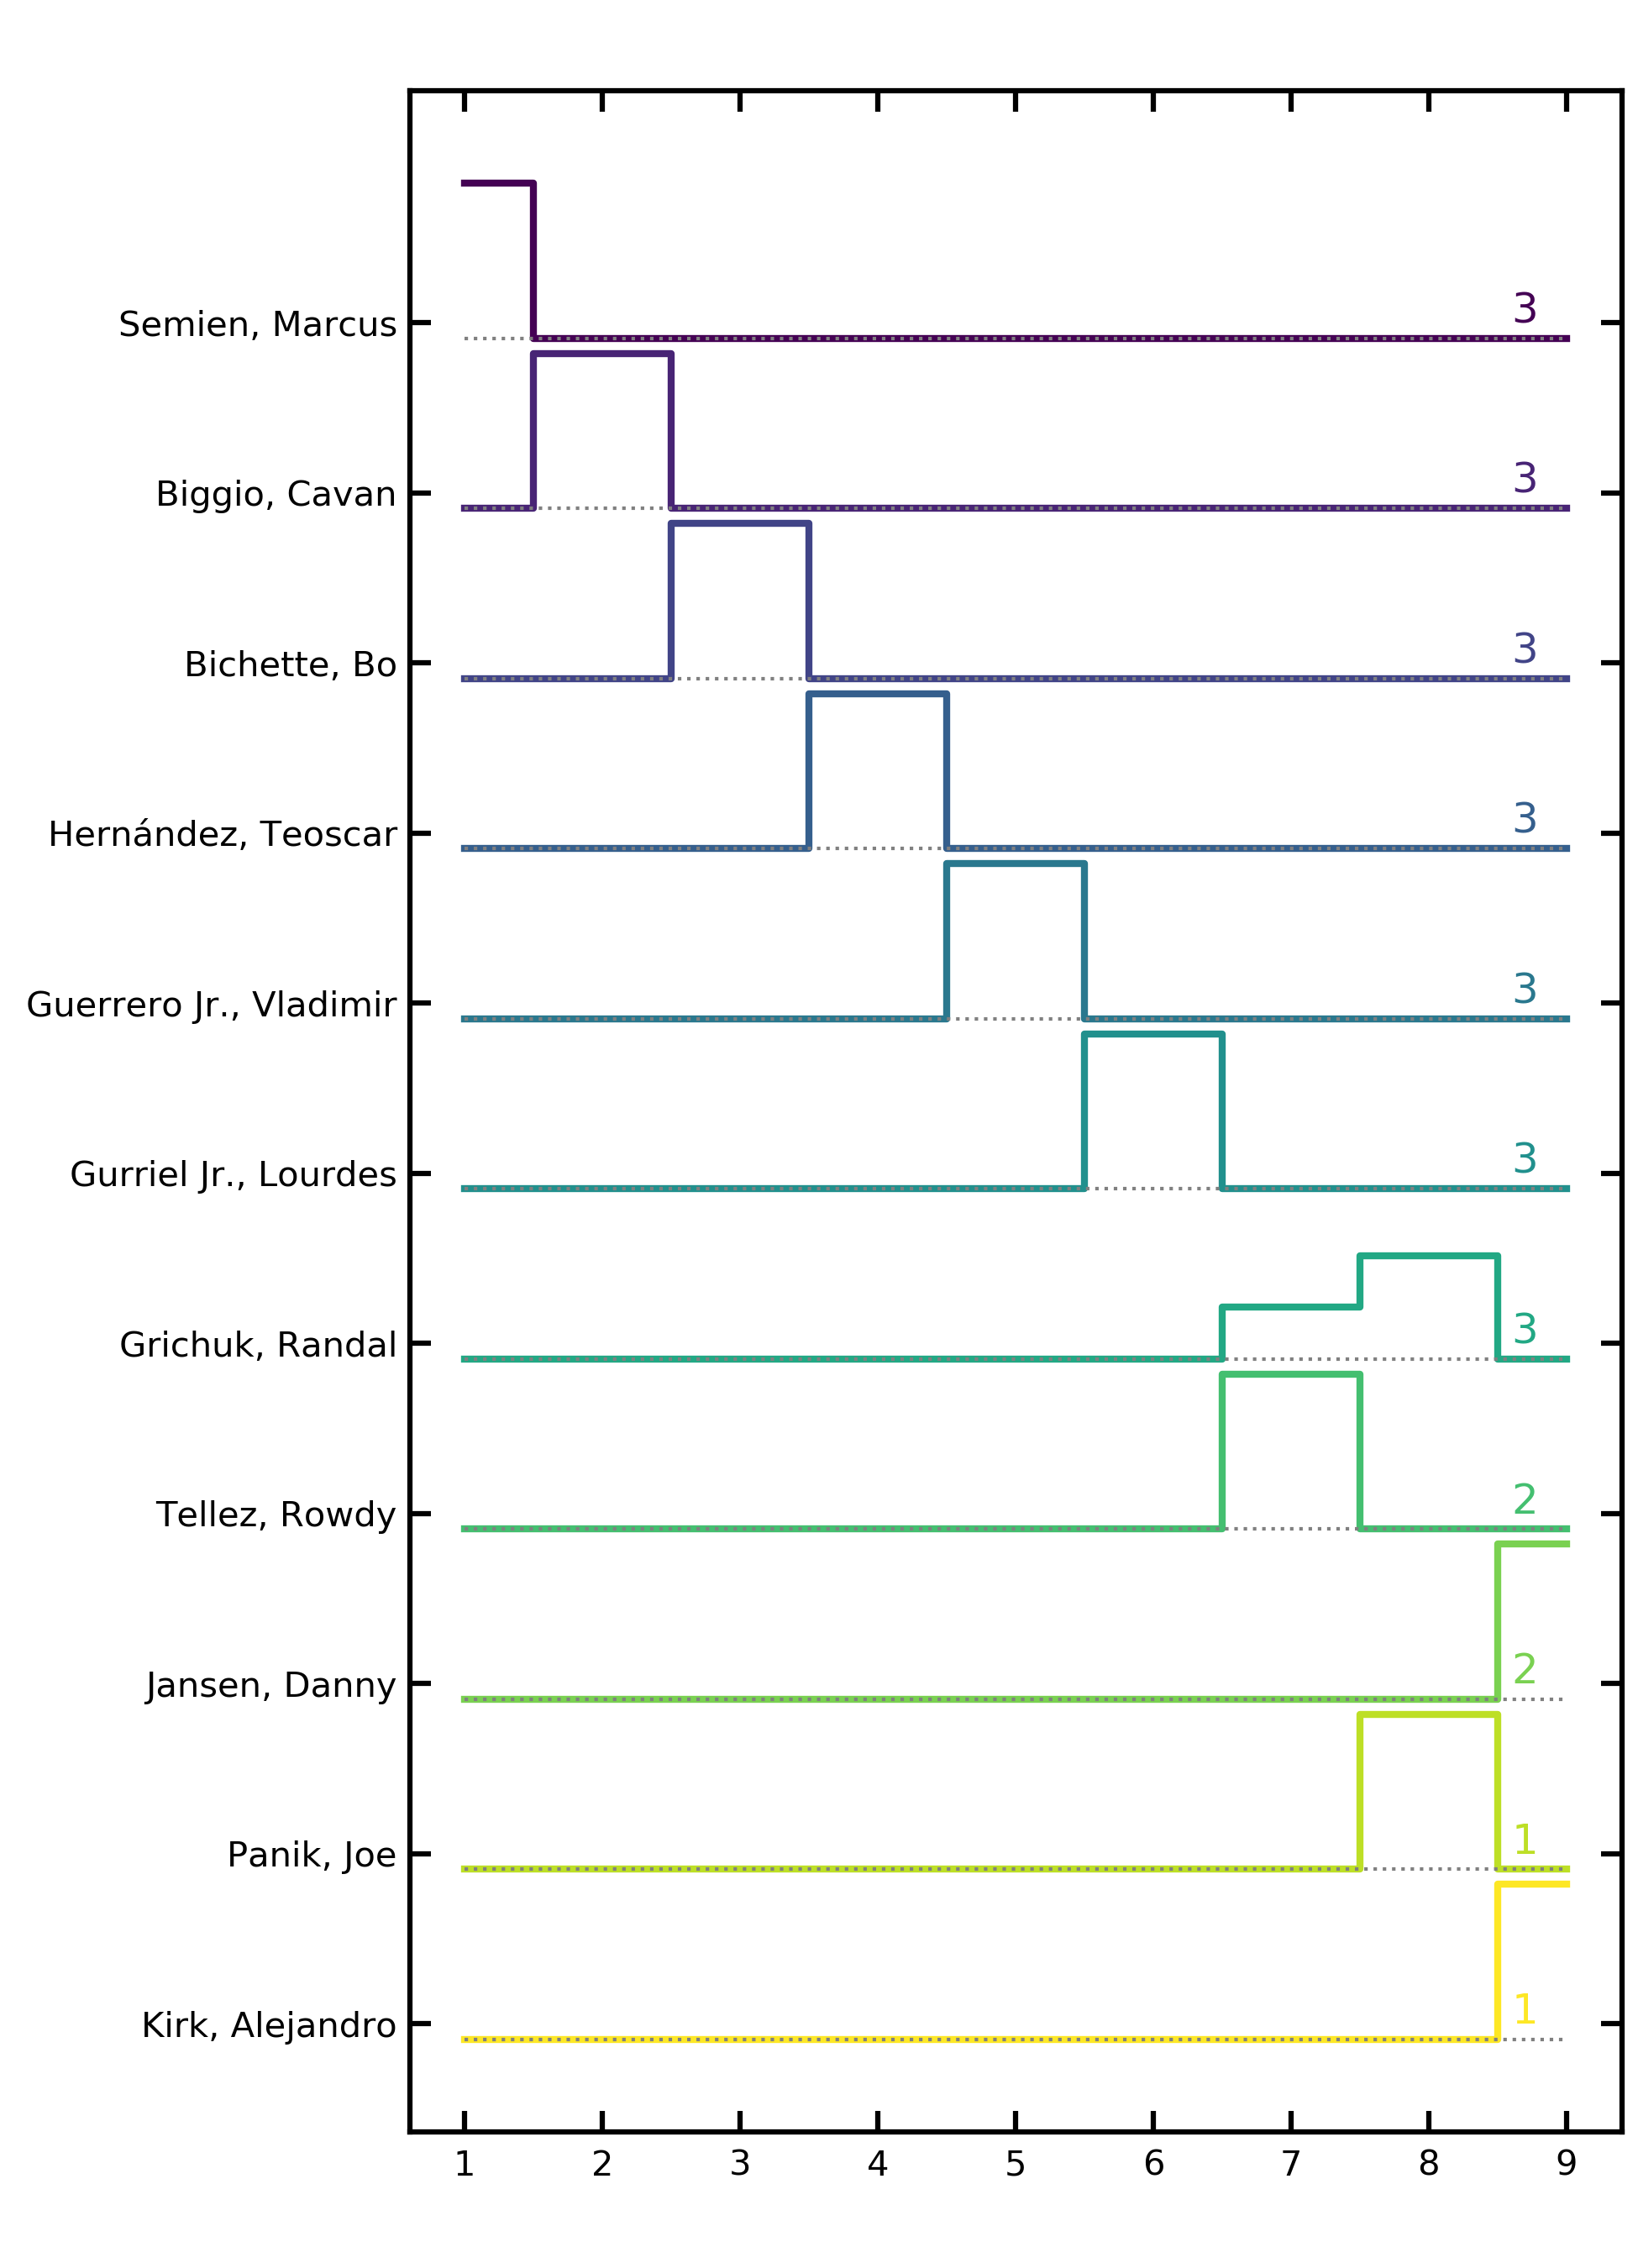 Semien, Marcus 3
Biggio, Cavan 3
Bichette, Bo 3
Hernández, Teoscar 3
Guerrero Jr., Vladimir 3
Gurriel Jr., Lourdes 3
Grichuk, Randal 3
Tellez, Rowdy 2
Jansen, Danny 2
Panik, Joe 1
Kirk, Alejandro 1
1 2 3 4 5 6 7 8 9